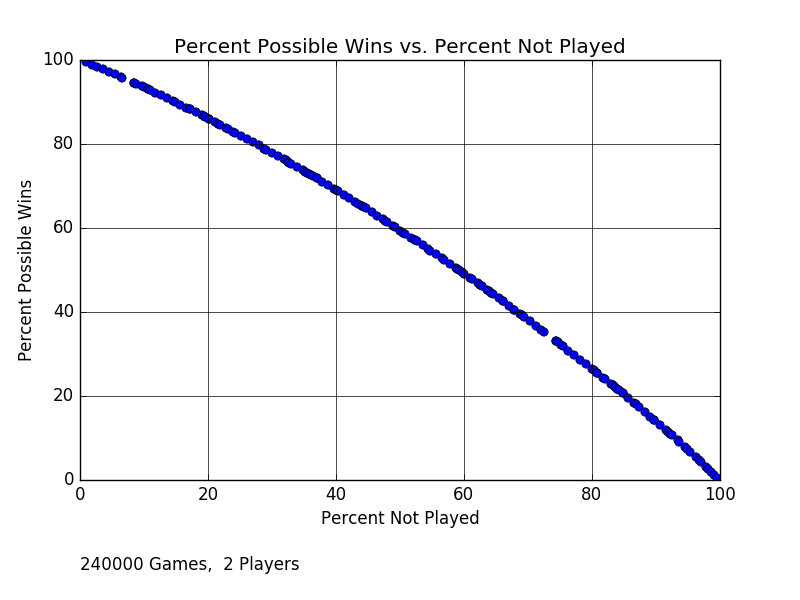 Percent Possible Wins vs. Percent Not Played
100
80
60
40
20
0
Percent Possible Wins
0 20 40 60 80 100
Percent Not Played
240000 Games,  2 Players